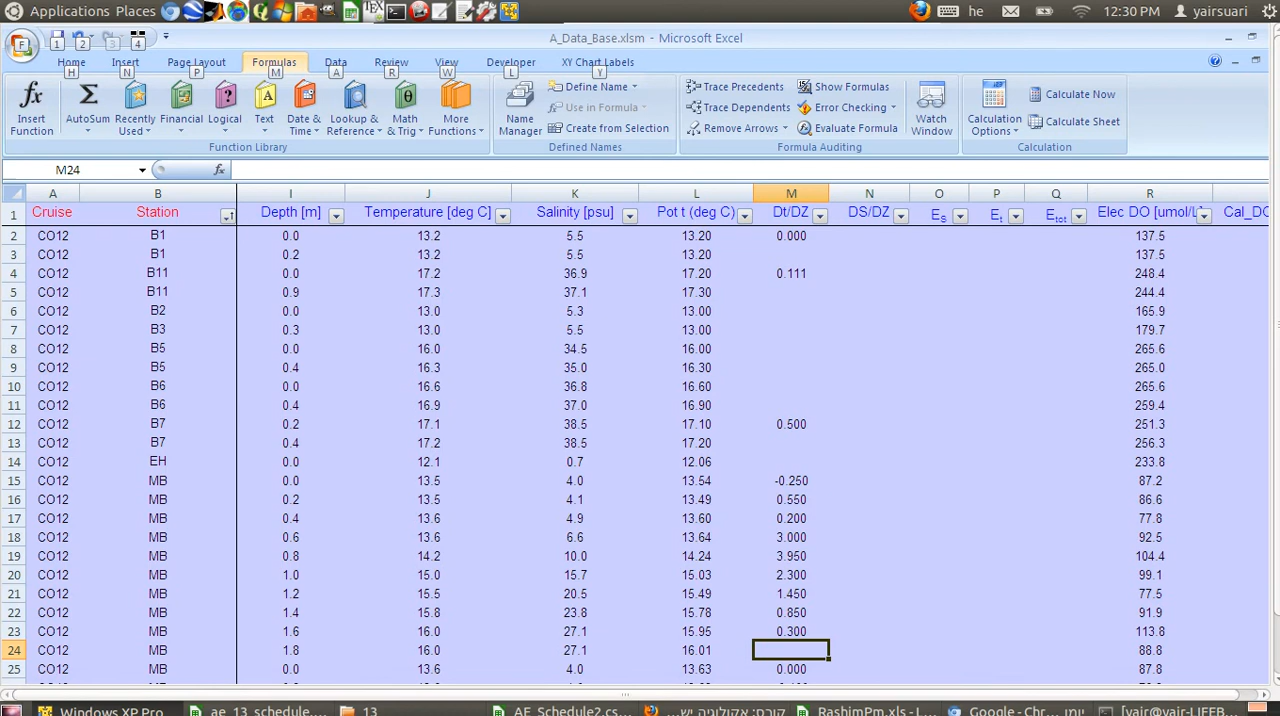 Applications Places he 12:30 PM yairsuari
A_Data_Base.xlsm - Microsoft Excel
1 2 3 4
Home Insert Page Layout Formulas Data Review View Developer XY Chart Labels
H N P M A R W L Y
Insert Function
AutoSum
Recently Used
Financial
Logical
Text
Date & Time
Lookup & Reference
Math & Trig
More Functions
Function Library
Name Manager
Define Name
Use in Formula
Create from Selection
Defined Names
Trace Precedents
Trace Dependents
Remove Arrows
Show Formulas
Error Checking
Evaluate Formula
Formula Auditing
Watch Window
Calculation Options
Calculate Now
Calculate Sheet
Calculation
M24 fx
A B I J K L M N O P Q R
1 Cruise Station Depth [m] Temperature [deg C] Salinity [psu] Pot t (deg C) Dt/DZ DS/DZ Es Et Etot Elec DO [umol/L] Cal_DO
2 CO12 B1 0.0 13.2 5.5 13.20 0.000 137.5
3 CO12 B1 0.2 13.2 5.5 13.20 137.5
4 CO12 B11 0.0 17.2 36.9 17.20 0.111 248.4
5 CO12 B11 0.9 17.3 37.1 17.30 244.4
6 CO12 B2 0.0 13.0 5.3 13.00 165.9
7 CO12 B3 0.3 13.0 5.5 13.00 179.7
8 CO12 B5 0.0 16.0 34.5 16.00 265.6
9 CO12 B5 0.4 16.3 35.0 16.30 265.0
10 CO12 B6 0.0 16.6 36.8 16.60 265.6
11 CO12 B6 0.4 16.9 37.0 16.90 259.4
12 CO12 B7 0.2 17.1 38.5 17.10 0.500 251.3
13 CO12 B7 0.4 17.2 38.5 17.20 256.3
14 CO12 EH 0.0 12.1 0.7 12.06 233.8
15 CO12 MB 0.0 13.5 4.0 13.54 -0.250 87.2
16 CO12 MB 0.2 13.5 4.1 13.49 0.550 86.6
17 CO12 MB 0.4 13.6 4.9 13.60 0.200 77.8
18 CO12 MB 0.6 13.6 6.6 13.64 3.000 92.5
19 CO12 MB 0.8 14.2 10.0 14.24 3.950 104.4
20 CO12 MB 1.0 15.0 15.7 15.03 2.300 99.1
21 CO12 MB 1.2 15.5 20.5 15.49 1.450 77.5
22 CO12 MB 1.4 15.8 23.8 15.78 0.850 91.9
23 CO12 MB 1.6 16.0 27.1 15.95 0.300 113.8
24 CO12 MB 1.8 16.0 27.1 16.01 88.8
25 CO12 MB 0.0 13.6 4.0 13.63 0.000 87.8
Windows XP Pro ae_13_schedule... 13 AE_Schedule2.cs... קורס: אקולוגיה יש... RashimPm.xls - L... יומן - Google - Chro... [yair@yair-LIFEB...